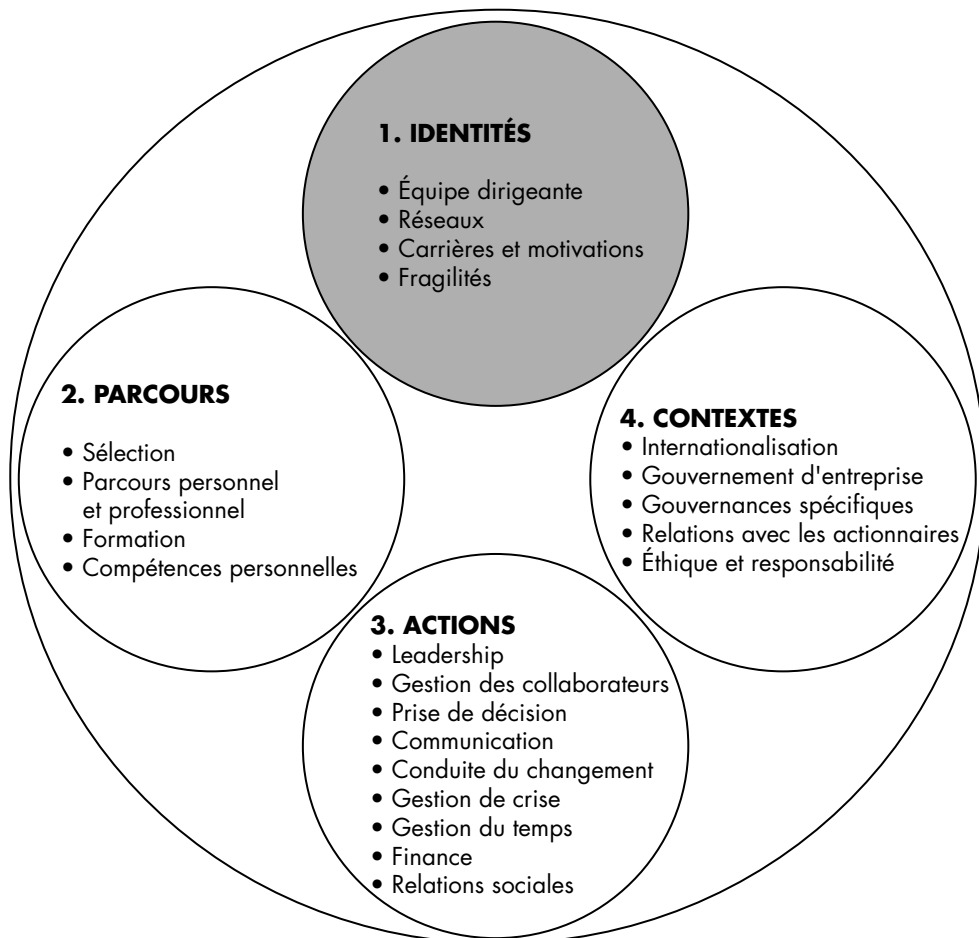 1. IDENTITÉS
• Équipe dirigeante
• Réseaux
• Carrières et motivations
• Fragilités
2. PARCOURS
• Sélection
• Parcours personnel
et professionnel
• Formation
• Compétences personnelles
3. ACTIONS
• Leadership
• Gestion des collaborateurs
• Prise de décision
• Communication
• Conduite du changement
• Gestion de crise
• Gestion du temps
• Finance
• Relations sociales
4. CONTEXTES
• Internationalisation
• Gouvernement d'entreprise
• Gouvernances spécifiques
• Relations avec les actionnaires
• Éthique et responsabilité